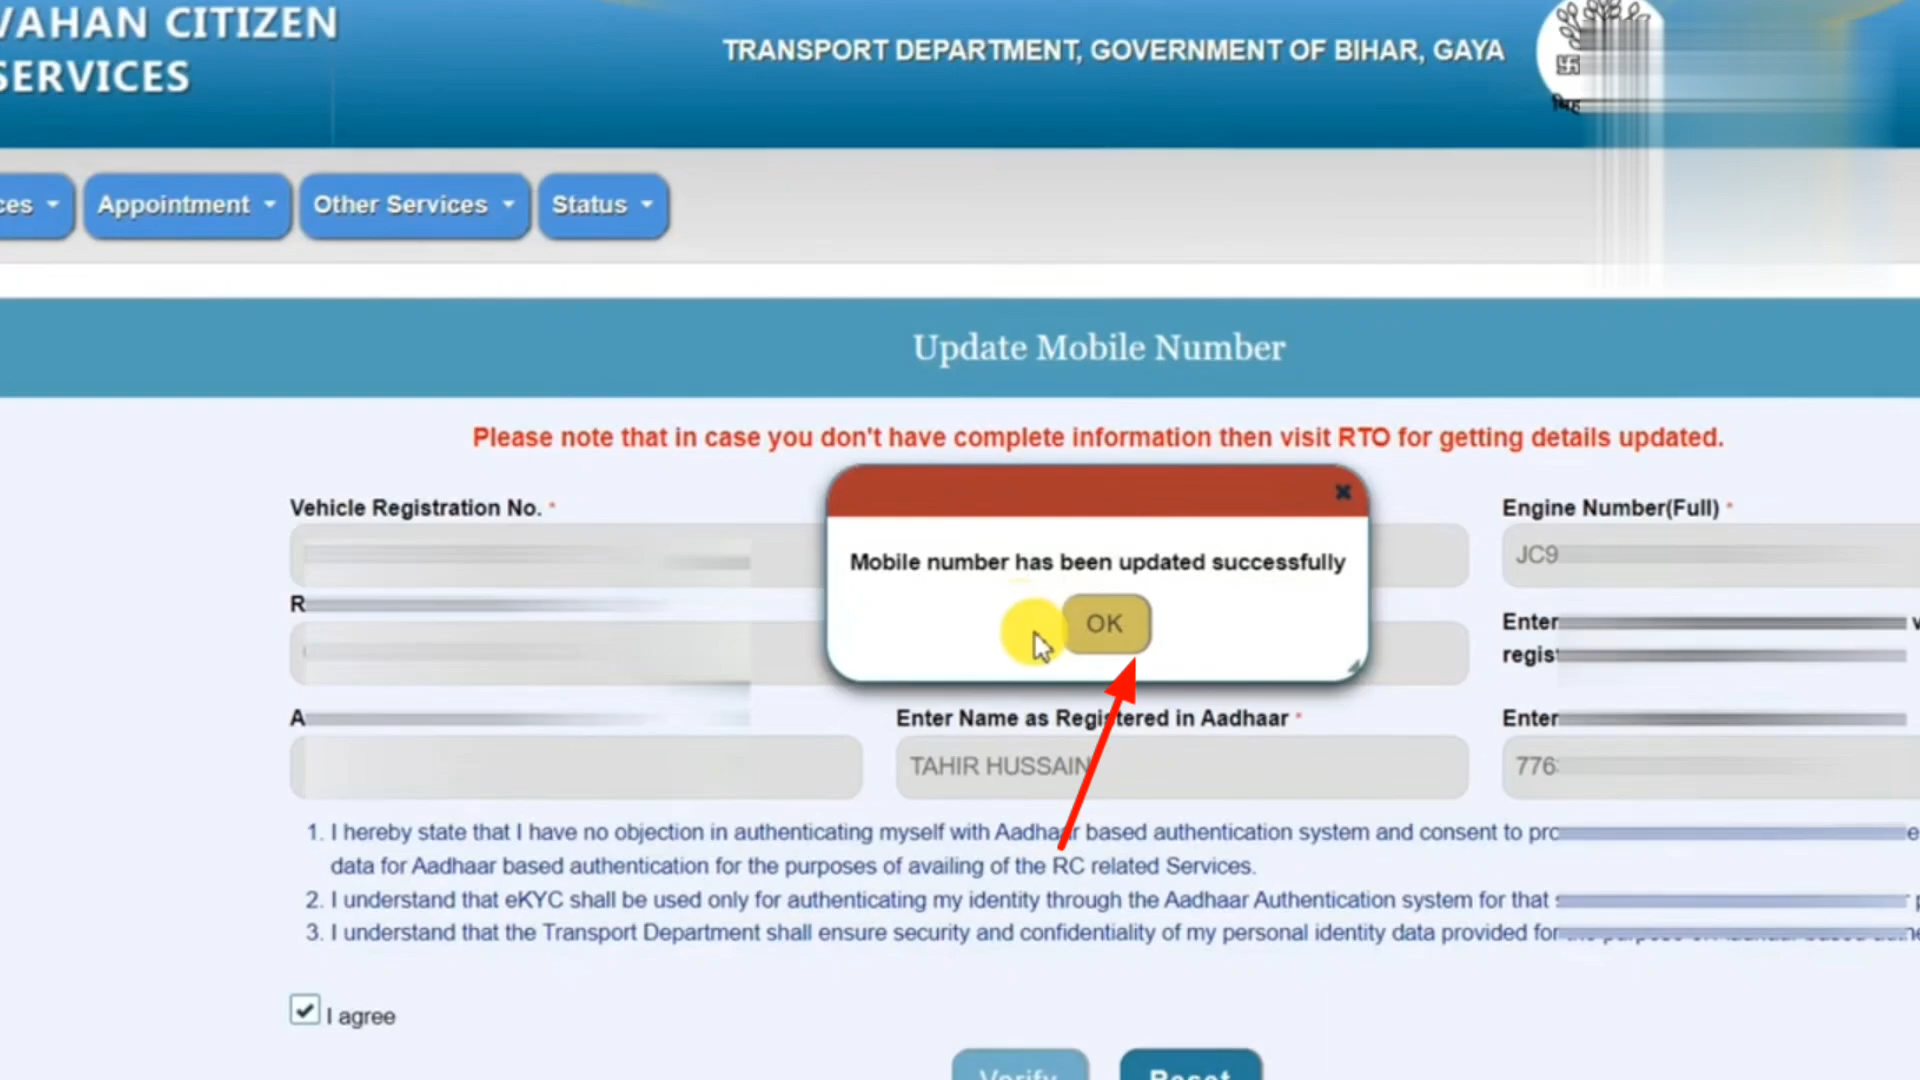 VAHAN CITIZEN
SERVICES
TRANSPORT DEPARTMENT, GOVERNMENT OF BIHAR, GAYA
Appointment
Other Services
Status
Update Mobile Number
Please note that in case you don't have complete information then visit RTO for getting details updated.
Vehicle Registration No. *
Engine Number(Full) *
JC9
Mobile number has been updated successfully
OK
R
Enter
A
Enter Name as Registered in Aadhaar *
Enter
TAHIR HUSSAIN
776
1. I hereby state that I have no objection in authenticating myself with Aadhaar based authentication system and consent to
data for Aadhaar based authentication for the purposes of availing of the RC related Services.
2. I understand that eKYC shall be used only for authenticating my identity through the Aadhaar Authentication system for that
3. I understand that the Transport Department shall ensure security and confidentiality of my personal identity data provided for
I agree
Verify
Reset